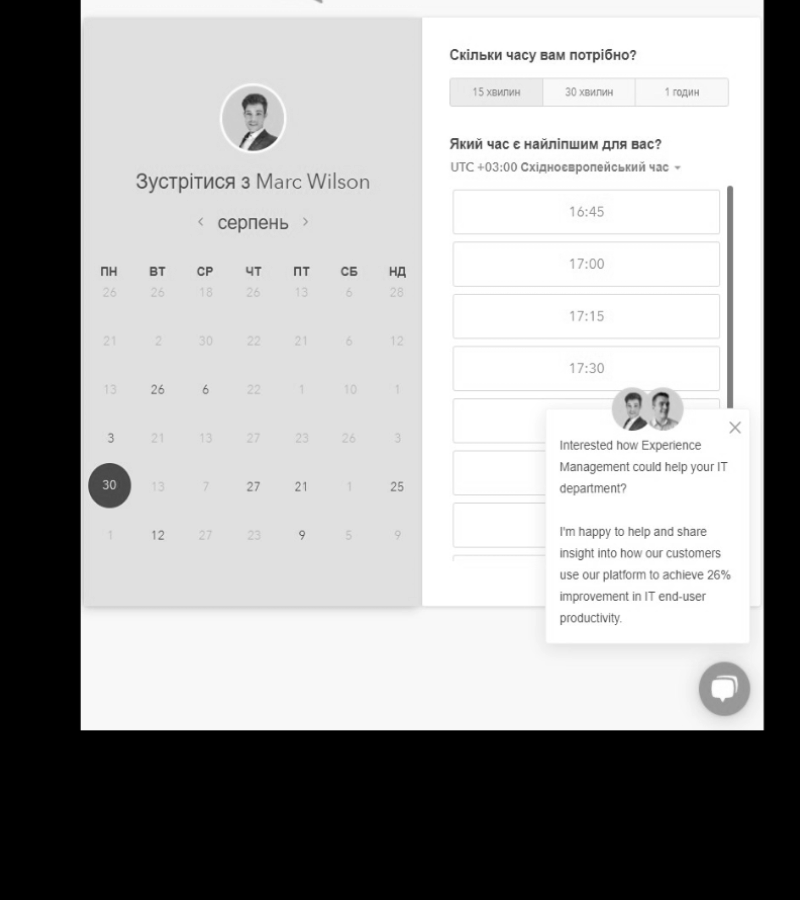 Зустрітися з Marc Wilson
серпень
ПН ВТ СР ЧТ ПТ СБ НД
26 26 18 26 13 6 28
21 2 30 22 21 6 12
13 26 6 22 1 10 1
3 21 13 27 23 26 3
30 13 7 27 21 1 25
1 12 27 23 9 5 9
Скільки часу вам потрібно?
15 хвилин 30 хвилин 1 годин
Який час є найліпшим для вас?
UTC +03:00 Східноєвропейський час
16:45
17:00
17:15
17:30
Interested how Experience
Management could help your IT
department?
I'm happy to help and share
insight into how our customers
use our platform to achieve 26%
improvement in IT end-user
productivity.